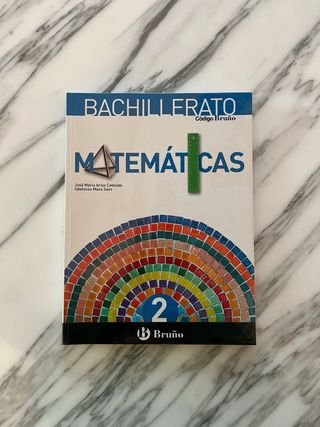 BACHILLERATO
Código Bruño
MATEMÁTICAS
José María Arias Cabezas
Ildefonso Maza Sáez
2
Bruño